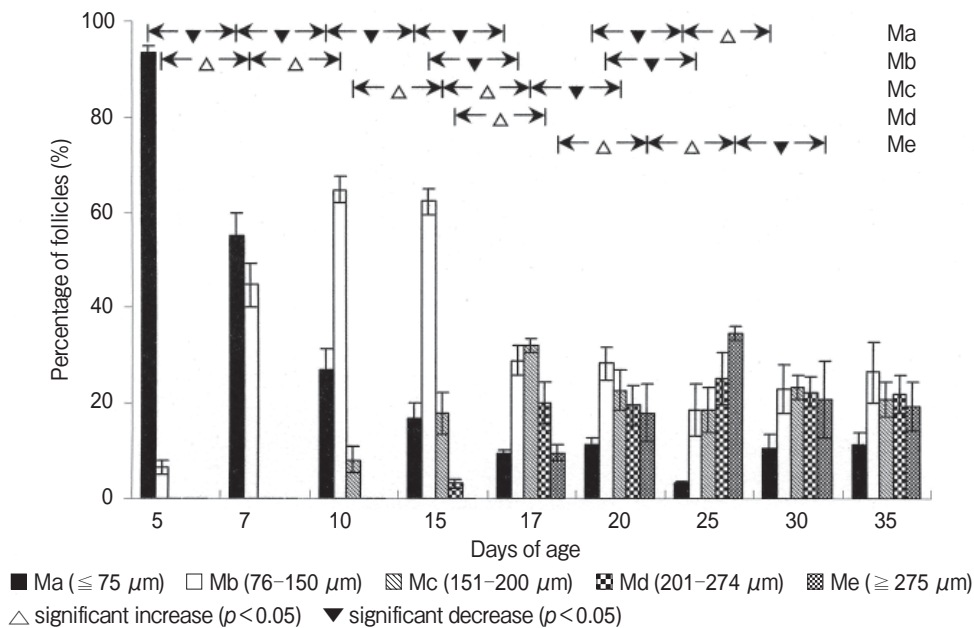 100
80
60
40
20
0
Percentage of follicles (%)
Ma
Mb
Mc
Md
Me
5 7 10 15 17 20 25 30 35
Days of age
Ma (≦ 75 μm) Mb (76–150 μm) Mc (151–200 μm) Md (201–274 μm) Me (≧ 275 μm)
△ significant increase (p < 0.05) ▼ significant decrease (p < 0.05)